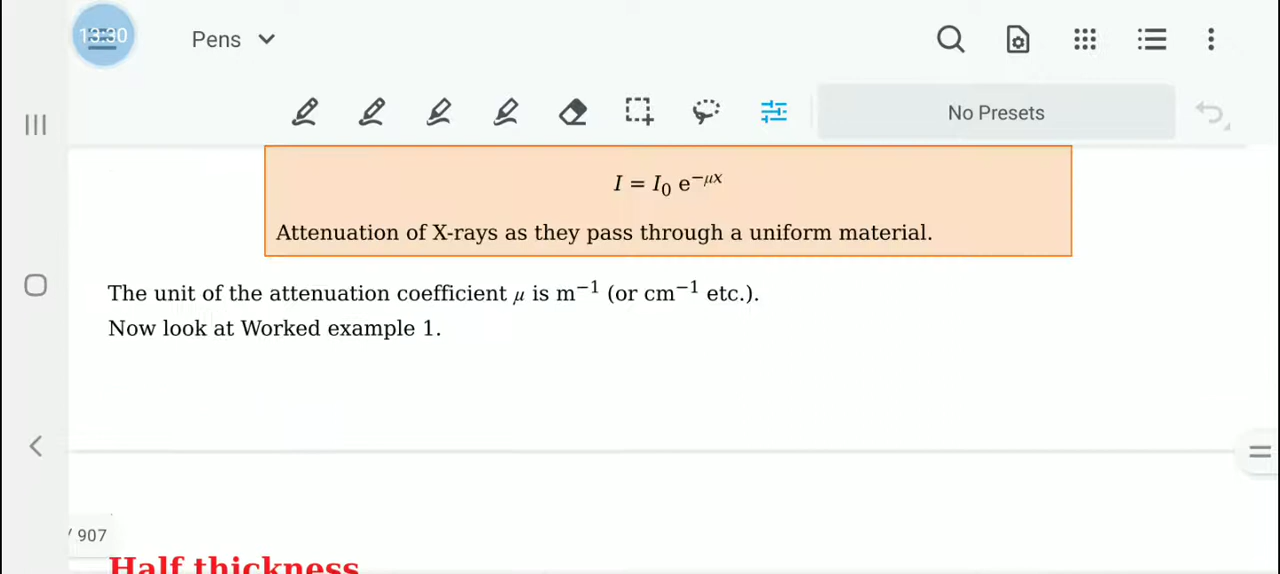 13:30
Pens
No Presets
I = I₀ e⁻μx
Attenuation of X-rays as they pass through a uniform material.
The unit of the attenuation coefficient μ is m⁻¹ (or cm⁻¹ etc.).
Now look at Worked example 1.
/ 907
Half thickness